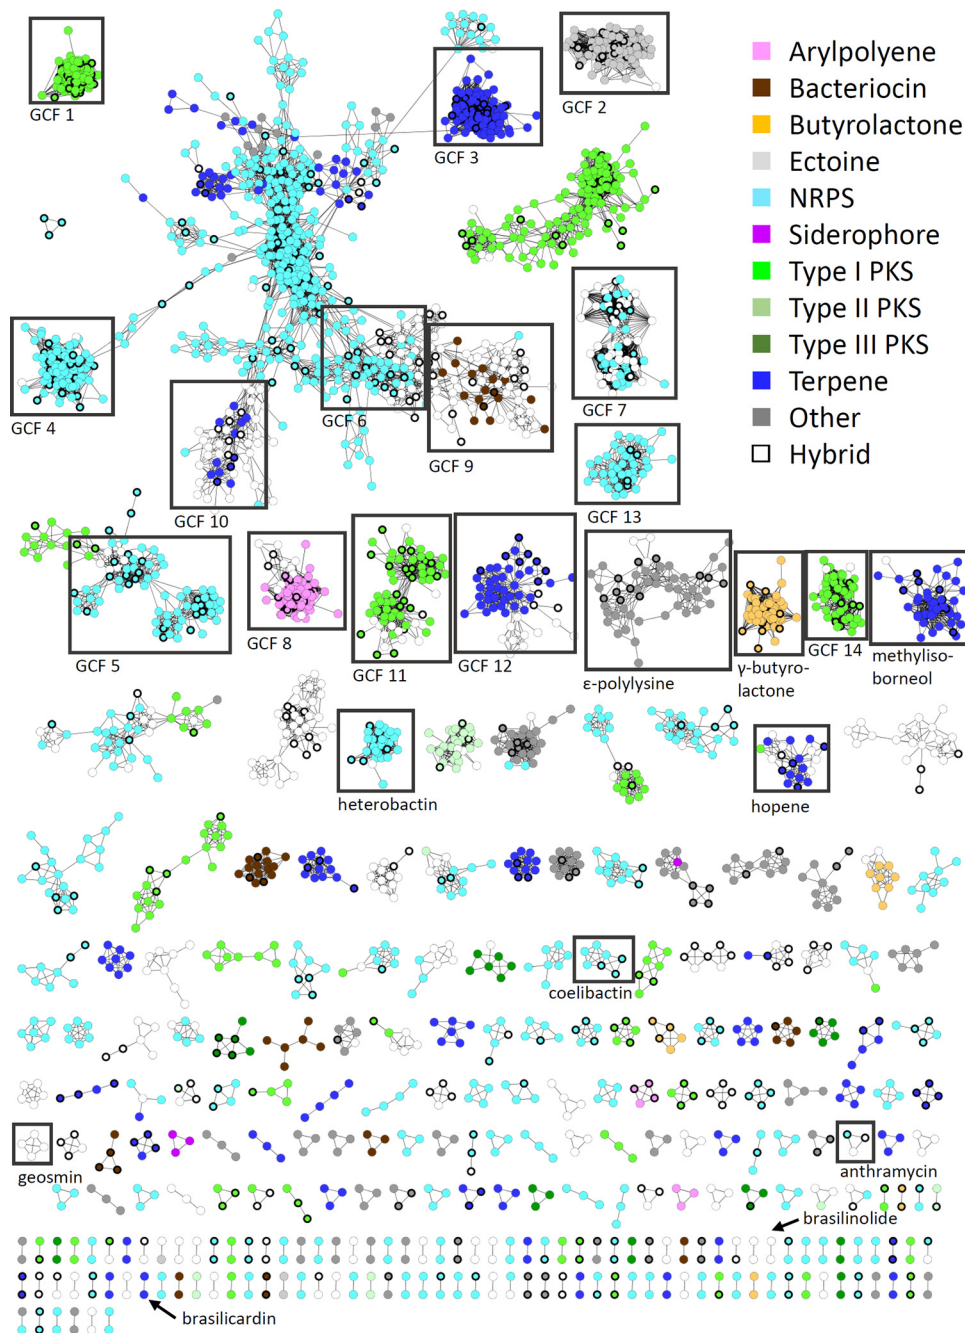 GCF 1
GCF 2
GCF 3
Arylpolyene
Bacteriocin
Butyrolactone
Ectoine
NRPS
Siderophore
Type I PKS
Type II PKS
Type III PKS
Terpene
Other
Hybrid
GCF 4
GCF 6
GCF 7
GCF 9
GCF 10
GCF 13
GCF 5
GCF 8
GCF 11
GCF 12
ε-polylysine
γ-butyro-
lactone
GCF 14
methyliso-
borneol
heterobactin
hopene
coelibactin
geosmin
anthramycin
brasilinolide
brasilicardin